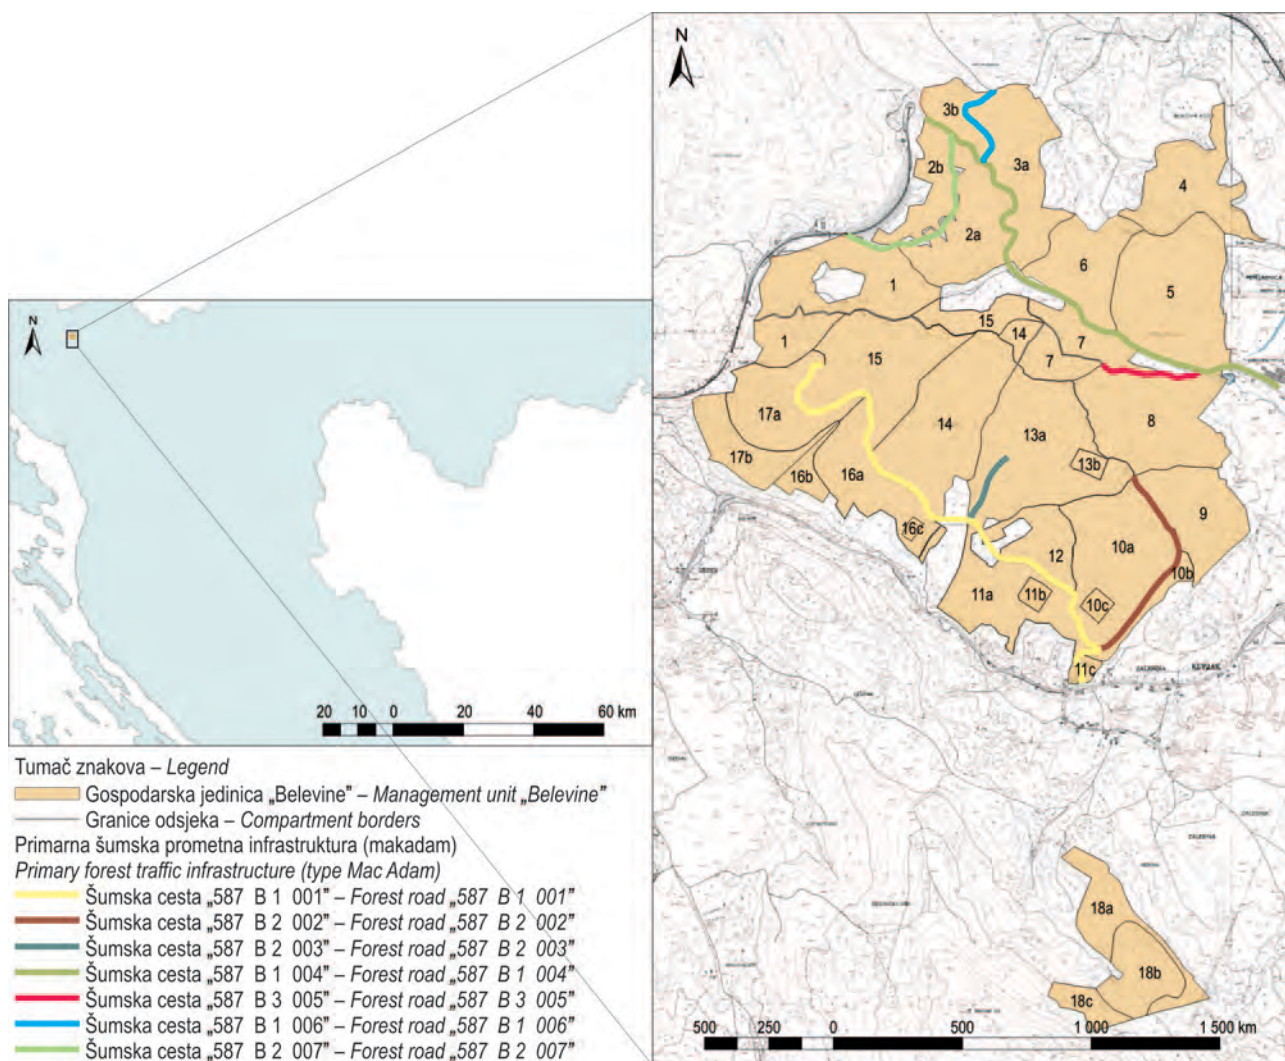 N
N
3b
3a
2b
4
2a
6
5
1
15
14
7
1
15
7
17a
14
13a
8
13b
17b
16b
16a
9
16c
12
10a
10b
11a
11b
10c
11c
KUPJAK
18a
18b
18c
20 10 0 20 40 60 km
500 250 0 500 1 000 1 500 m
Tumač znakova – Legend
Gospodarska jedinica „Belevine" – Management unit „Belevine"
Granice odsjeka – Compartment borders
Primarna šumska prometna infrastruktura (makadam)
Primary forest traffic infrastructure (type Mac Adam)
Šumska cesta „587 B 1 001" – Forest road „587 B 1 001"
Šumska cesta „587 B 2 002" – Forest road „587 B 2 002"
Šumska cesta „587 B 2 003" – Forest road „587 B 2 003"
Šumska cesta „587 B 1 004" – Forest road „587 B 1 004"
Šumska cesta „587 B 3 005" – Forest road „587 B 3 005"
Šumska cesta „587 B 1 006" – Forest road „587 B 1 006"
Šumska cesta „587 B 2 007" – Forest road „587 B 2 007"